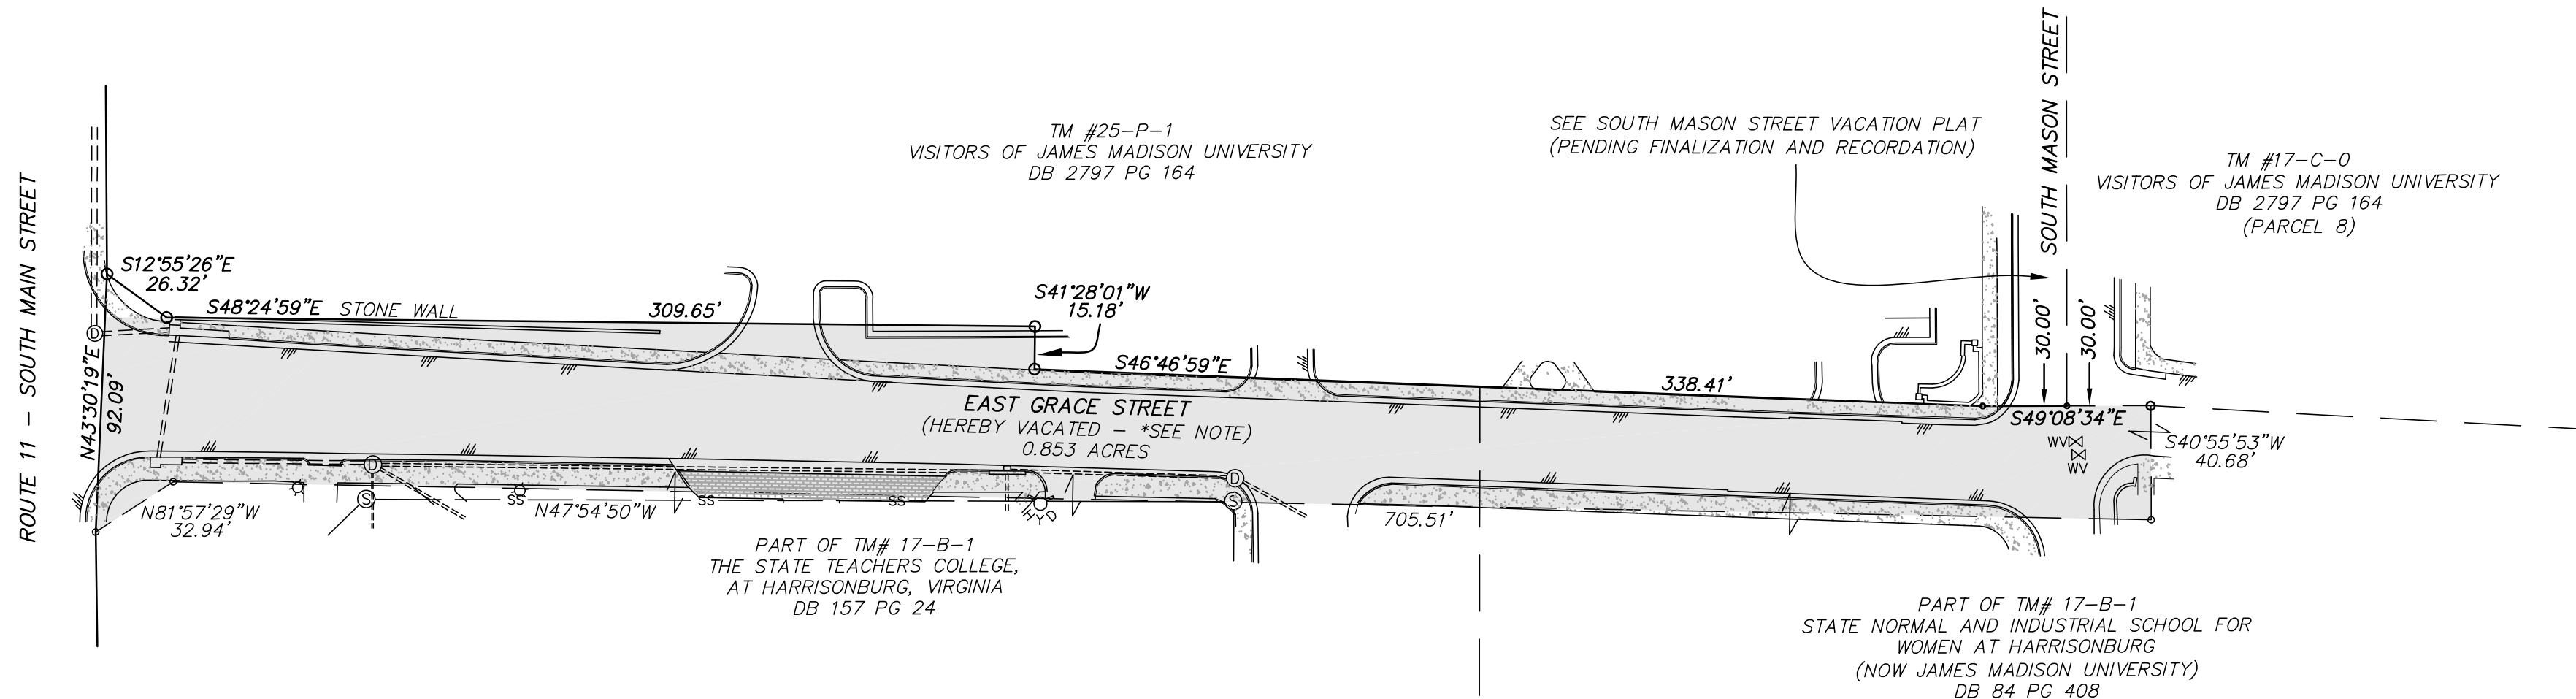 ROUTE 11 - SOUTH MAIN STREET
TM #25-P-1
VISITORS OF JAMES MADISON UNIVERSITY
DB 2797 PG 164
SEE SOUTH MASON STREET VACATION PLAT
(PENDING FINALIZATION AND RECORDATION)
SOUTH MASON STREET
TM #17-C-0
VISITORS OF JAMES MADISON UNIVERSITY
DB 2797 PG 164
(PARCEL 8)
S12°55'26"E
26.32'
S48°24'59"E
STONE WALL
309.65'
S41°28'01"W
15.18'
S46°46'59"E
338.41'
30.00'
30.00'
S49°08'34"E
WV
WV
S40°55'53"W
40.68'
D
N43°30'19"E
92.09'
EAST GRACE STREET
(HEREBY VACATED - *SEE NOTE)
0.853 ACRES
D
D
S
S
SS
SS
SS
HYD
N81°57'29"W
32.94'
N47°54'50"W
705.51'
PART OF TM# 17-B-1
THE STATE TEACHERS COLLEGE,
AT HARRISONBURG, VIRGINIA
DB 157 PG 24
PART OF TM# 17-B-1
STATE NORMAL AND INDUSTRIAL SCHOOL FOR
WOMEN AT HARRISONBURG
(NOW JAMES MADISON UNIVERSITY)
DB 84 PG 408